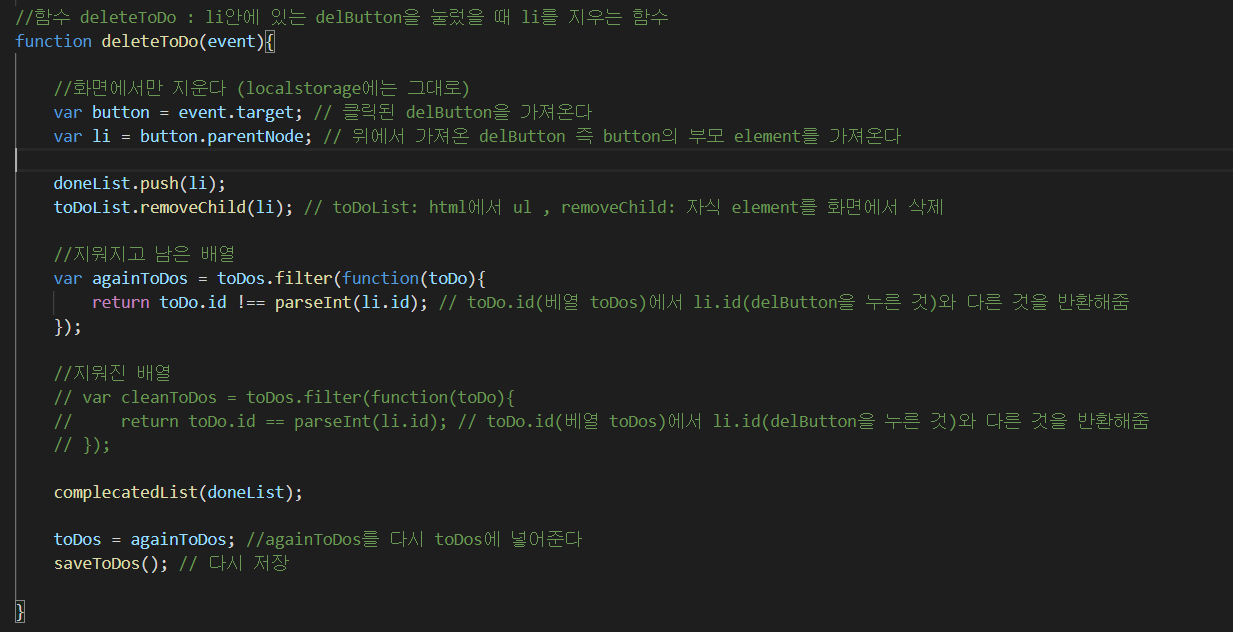 //함수 deleteToDo : li안에 있는 delButton을 눌렀을 때 li를 지우는 함수
function deleteToDo(event){
//화면에서만 지운다 (localstorage에는 그대로)
var button = event.target; // 클릭된 delButton을 가져온다
var li = button.parentNode; // 위에서 가져온 delButton 즉 button의 부모 element를 가져온다
doneList.push(li);
toDoList.removeChild(li); // toDoList: html에서 ul , removeChild: 자식 element를 화면에서 삭제
//지워지고 남은 배열
var againToDos = toDos.filter(function(toDo){
return toDo.id !== parseInt(li.id); // toDo.id(베열 toDos)에서 li.id(delButton을 누른 것)와 다른 것을 반환해줌
});
//지워진 배열
// var cleanToDos = toDos.filter(function(toDo){
//     return toDo.id == parseInt(li.id); // toDo.id(베열 toDos)에서 li.id(delButton을 누른 것)와 다른 것을 반환해줌
// });
complecatedList(doneList);
toDos = againToDos; //againToDos를 다시 toDos에 넣어준다
saveToDos(); // 다시 저장
}